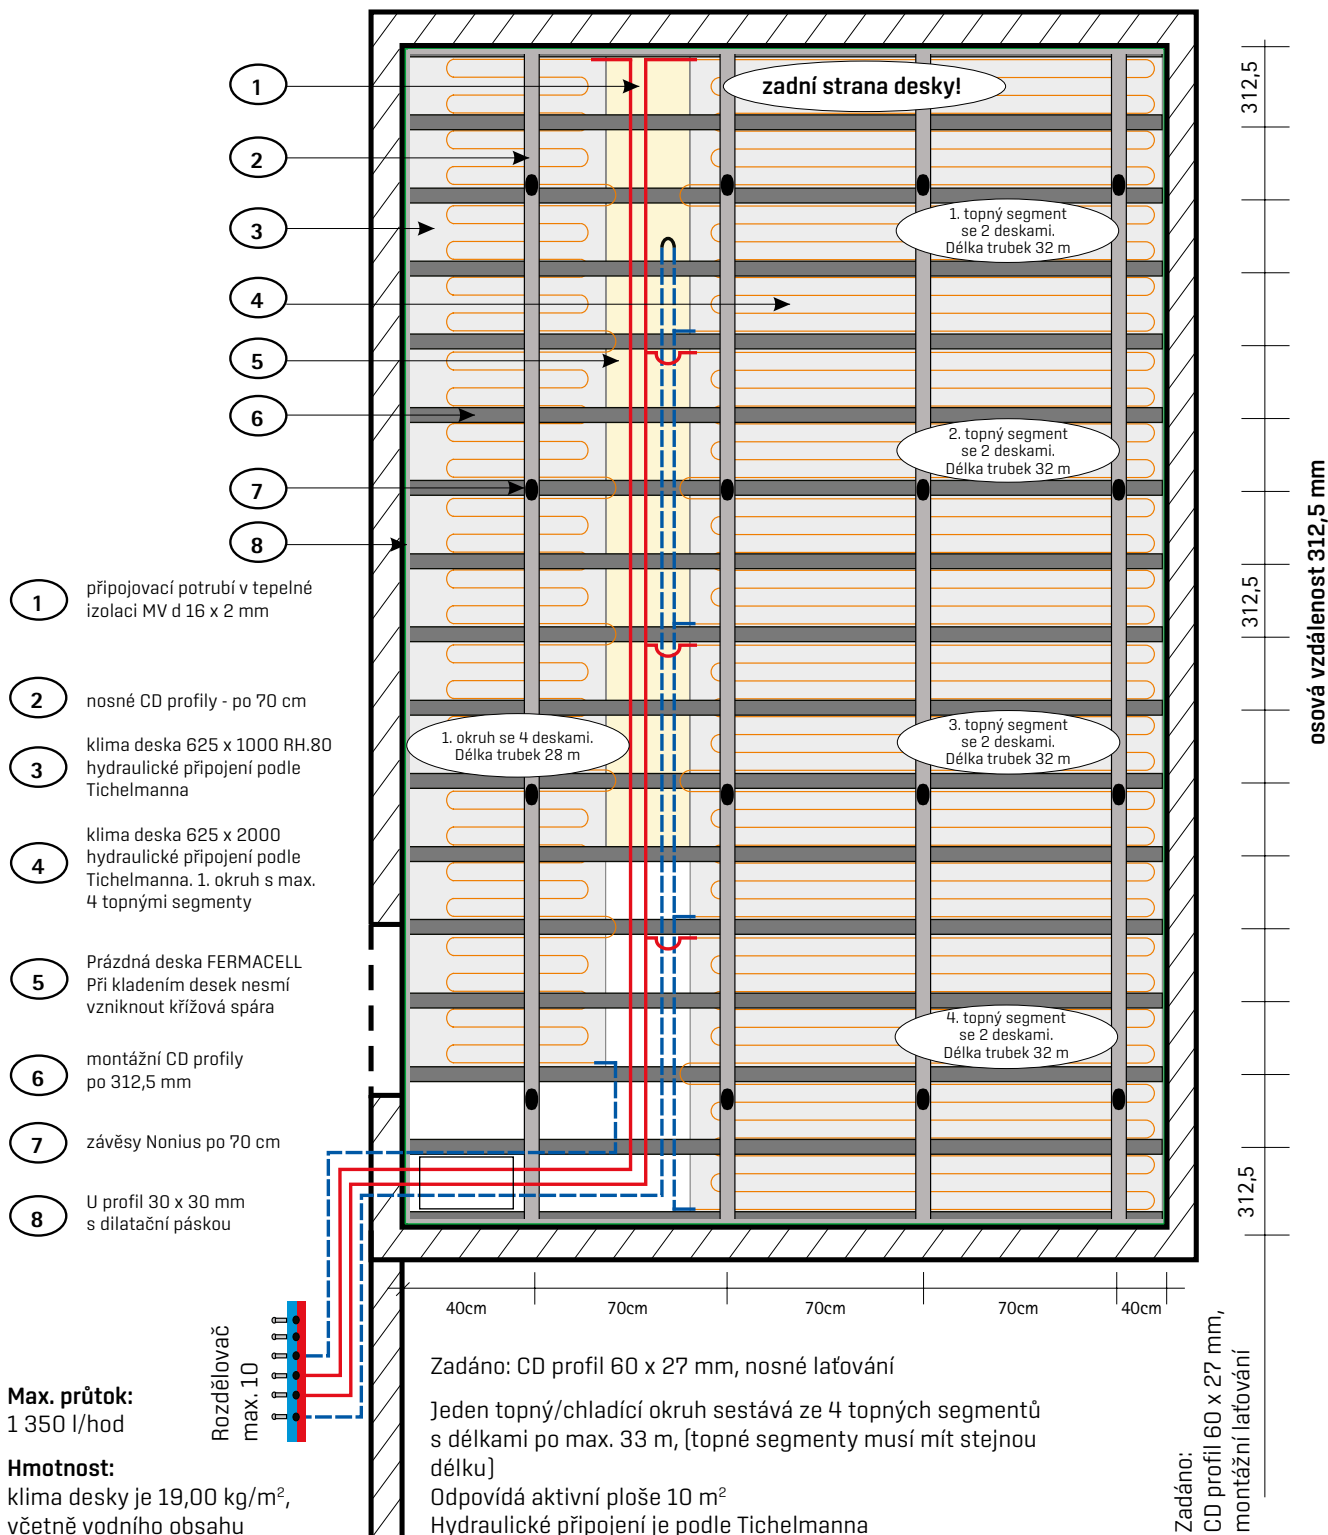 1
zadní strana desky!
312,5
2
3
1. topný segment
se 2 deskami.
Délka trubek 32 m
4
5
6
2. topný segment
se 2 deskami.
Délka trubek 32 m
7
8
osová vzdálenost 312,5 mm
312,5
1
připojovací potrubí v tepelné
izolaci MV d 16 x 2 mm
2
nosné CD profily - po 70 cm
3
klima deska 625 x 1000 RH.80
hydraulické připojení podle
Tichelmanna
1. okruh se 4 deskami.
Délka trubek 28 m
3. topný segment
se 2 deskami.
Délka trubek 32 m
4
klima deska 625 x 2000
hydraulické připojení podle
Tichelmanna. 1. okruh s max.
4 topnými segmenty
5
Prázdná deska FERMACELL
Při kladením desek nesmí
vzniknout křížová spára
4. topný segment
se 2 deskami.
Délka trubek 32 m
6
montážní CD profily
po 312,5 mm
7
závěsy Nonius po 70 cm
8
U profil 30 x 30 mm
s dilatační páskou
312,5
40cm
70cm
70cm
70cm
40cm
Rozdělovač
max. 10
Max. průtok:
1 350 l/hod
Hmotnost:
klima desky je 19,00 kg/m²,
včetně vodního obsahu
Zadáno: CD profil 60 x 27 mm, nosné laťování
Jeden topný/chladící okruh sestává ze 4 topných segmentů
s délkami po max. 33 m, (topné segmenty musí mít stejnou
délku)
Odpovídá aktivní ploše 10 m²
Hydraulické připojení je podle Tichelmanna
Zadáno:
CD profil 60 x 27 mm,
montážní laťování